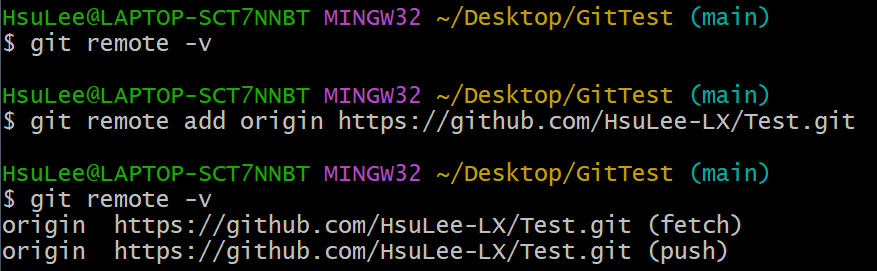 HsuLee@LAPTOP-SCT7NNBT MINGW32 ~/Desktop/GitTest (main)
$ git remote -v
HsuLee@LAPTOP-SCT7NNBT MINGW32 ~/Desktop/GitTest (main)
$ git remote add origin https://github.com/HsuLee-LX/Test.git
HsuLee@LAPTOP-SCT7NNBT MINGW32 ~/Desktop/GitTest (main)
$ git remote -v
origin  https://github.com/HsuLee-LX/Test.git (fetch)
origin  https://github.com/HsuLee-LX/Test.git (push)